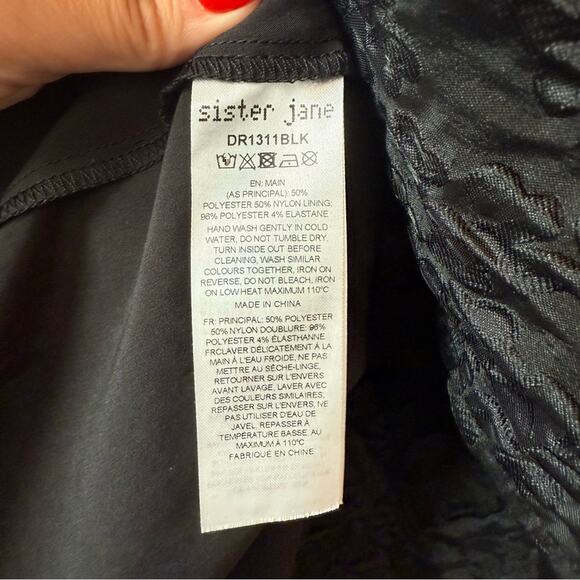 sister jane
DR1311BLK
EN: MAIN
(AS PRINCIPAL): 50%
POLYESTER 50% NYLON LINING:
96% POLYESTER 4% ELASTANE
HAND WASH GENTLY IN COLD
WATER, DO NOT TUMBLE DRY,
TURN INSIDE OUT BEFORE
CLEANING, WASH SIMILAR
COLOURS TOGETHER, IRON ON
REVERSE, DO NOT BLEACH, IRON
ON LOW HEAT MAXIMUM 110°C
MADE IN CHINA
FR: PRINCIPAL: 50% POLYESTER
50% NYLON DOUBLURE: 96%
POLYESTER 4% ÉLASTHANNE
FRCLAVER DÉLICATEMENT À LA
MAIN À L'EAU FROIDE, NE PAS
METTRE AU SÈCHE-LINGE,
RETOURNER SUR L'ENVERS
AVANT LAVAGE, LAVER AVEC
DES COULEURS SIMILAIRES,
REPASSER SUR L'ENVERS, NE
PAS UTILISER D'EAU DE
JAVEL, REPASSER À
TEMPÉRATURE BASSE, AU
MAXIMUM À 110°C
FABRIQUÉ EN CHINE